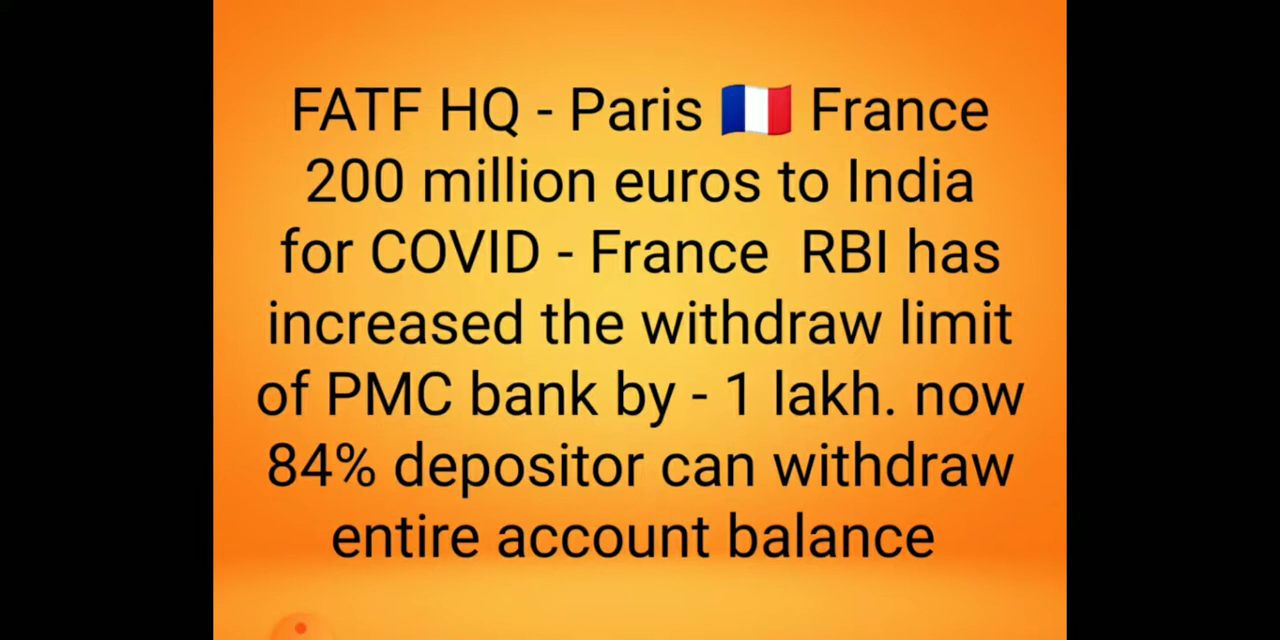 FATF HQ - Paris 🇫🇷 France
200 million euros to India
for COVID - France  RBI has
increased the withdraw limit
of PMC bank by - 1 lakh. now
84% depositor can withdraw
entire account balance